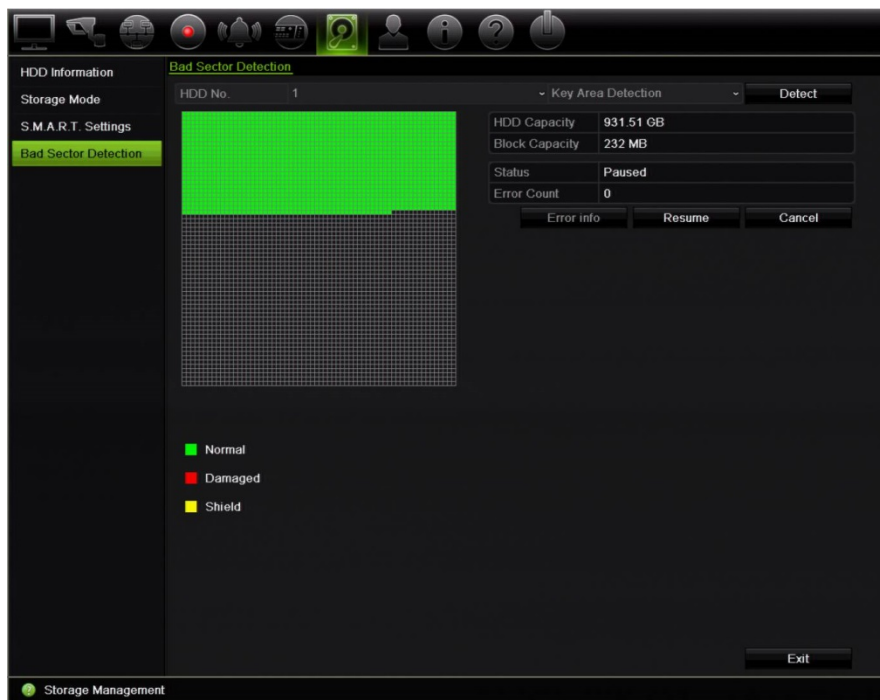 HDD Information
Storage Mode
S.M.A.R.T. Settings
Bad Sector Detection
Bad Sector Detection
HDD No. 1 Key Area Detection Detect
HDD Capacity 931.51 GB
Block Capacity 232 MB
Status Paused
Error Count 0
Error info Resume Cancel
Normal
Damaged
Shield
Exit
? Storage Management